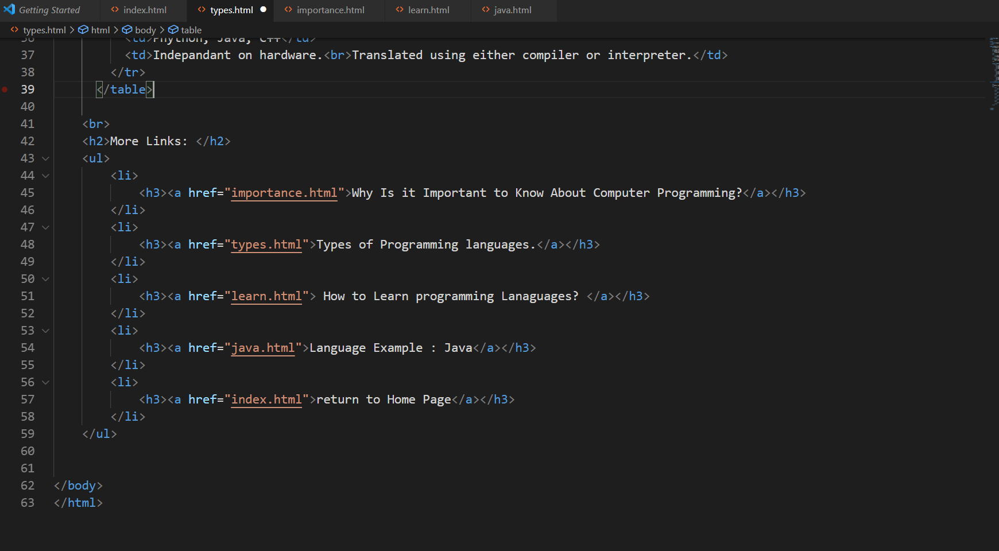 Getting Started index.html types.html importance.html learn.html java.html
types.html > html > body > table
36 <td>Phython, Java, C++</td>
37 <td>Indepandant on hardware.<br>Translated using either compiler or interpreter.</td>
38 </tr>
39 </table>
40
41 <br>
42 <h2>More Links: </h2>
43 <ul>
44 <li>
45 <h3><a href="importance.html">Why Is it Important to Know About Computer Programming?</a></h3>
46 </li>
47 <li>
48 <h3><a href="types.html">Types of Programming languages.</a></h3>
49 </li>
50 <li>
51 <h3><a href="learn.html"> How to Learn programming Lanaguages? </a></h3>
52 </li>
53 <li>
54 <h3><a href="java.html">Language Example : Java</a></h3>
55 </li>
56 <li>
57 <h3><a href="index.html">return to Home Page</a></h3>
58 </li>
59 </ul>
60
61
62 </body>
63 </html>